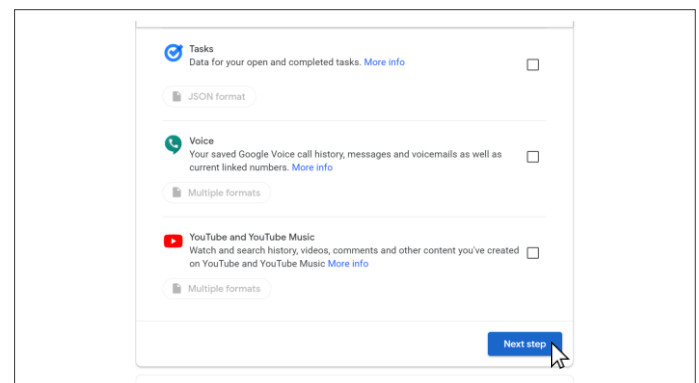 Tasks
Data for your open and completed tasks. More info
JSON format
Voice
Your saved Google Voice call history, messages and voicemails as well as
current linked numbers. More info
Multiple formats
YouTube and YouTube Music
Watch and search history, videos, comments and other content you've created
on YouTube and YouTube Music More info
Multiple formats
Next step